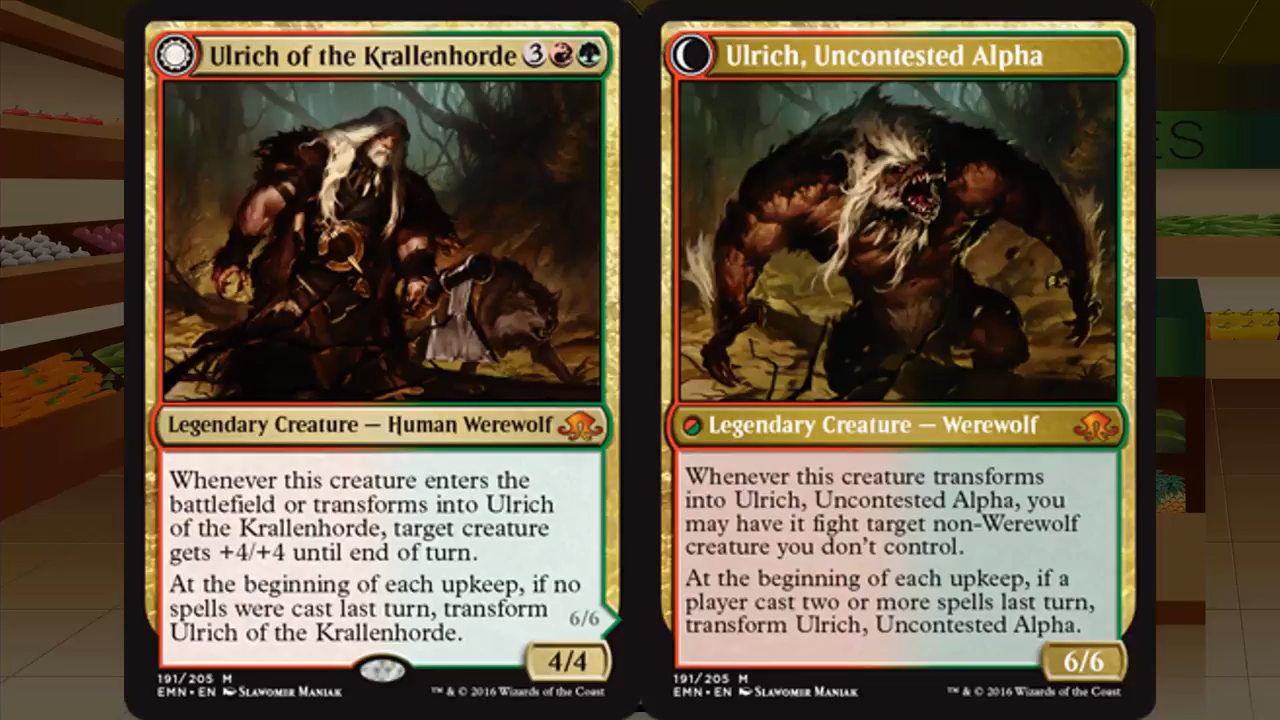 Ulrich of the Krallenhorde 3
Legendary Creature — Human Werewolf
Whenever this creature enters the
battlefield or transforms into Ulrich
of the Krallenhorde, target creature
gets +4/+4 until end of turn.
At the beginning of each upkeep, if no
spells were cast last turn, transform
Ulrich of the Krallenhorde.
6/6
4/4
191/205 M
EMN • EN Slawomir Maniak
™ & © 2016 Wizards of the Coast
Ulrich, Uncontested Alpha
Legendary Creature — Werewolf
Whenever this creature transforms
into Ulrich, Uncontested Alpha, you
may have it fight target non-Werewolf
creature you don't control.
At the beginning of each upkeep, if a
player cast two or more spells last turn,
transform Ulrich, Uncontested Alpha.
6/6
191/205 M
EMN • EN Slawomir Maniak
™ & © 2016 Wizards of the Coast
ES